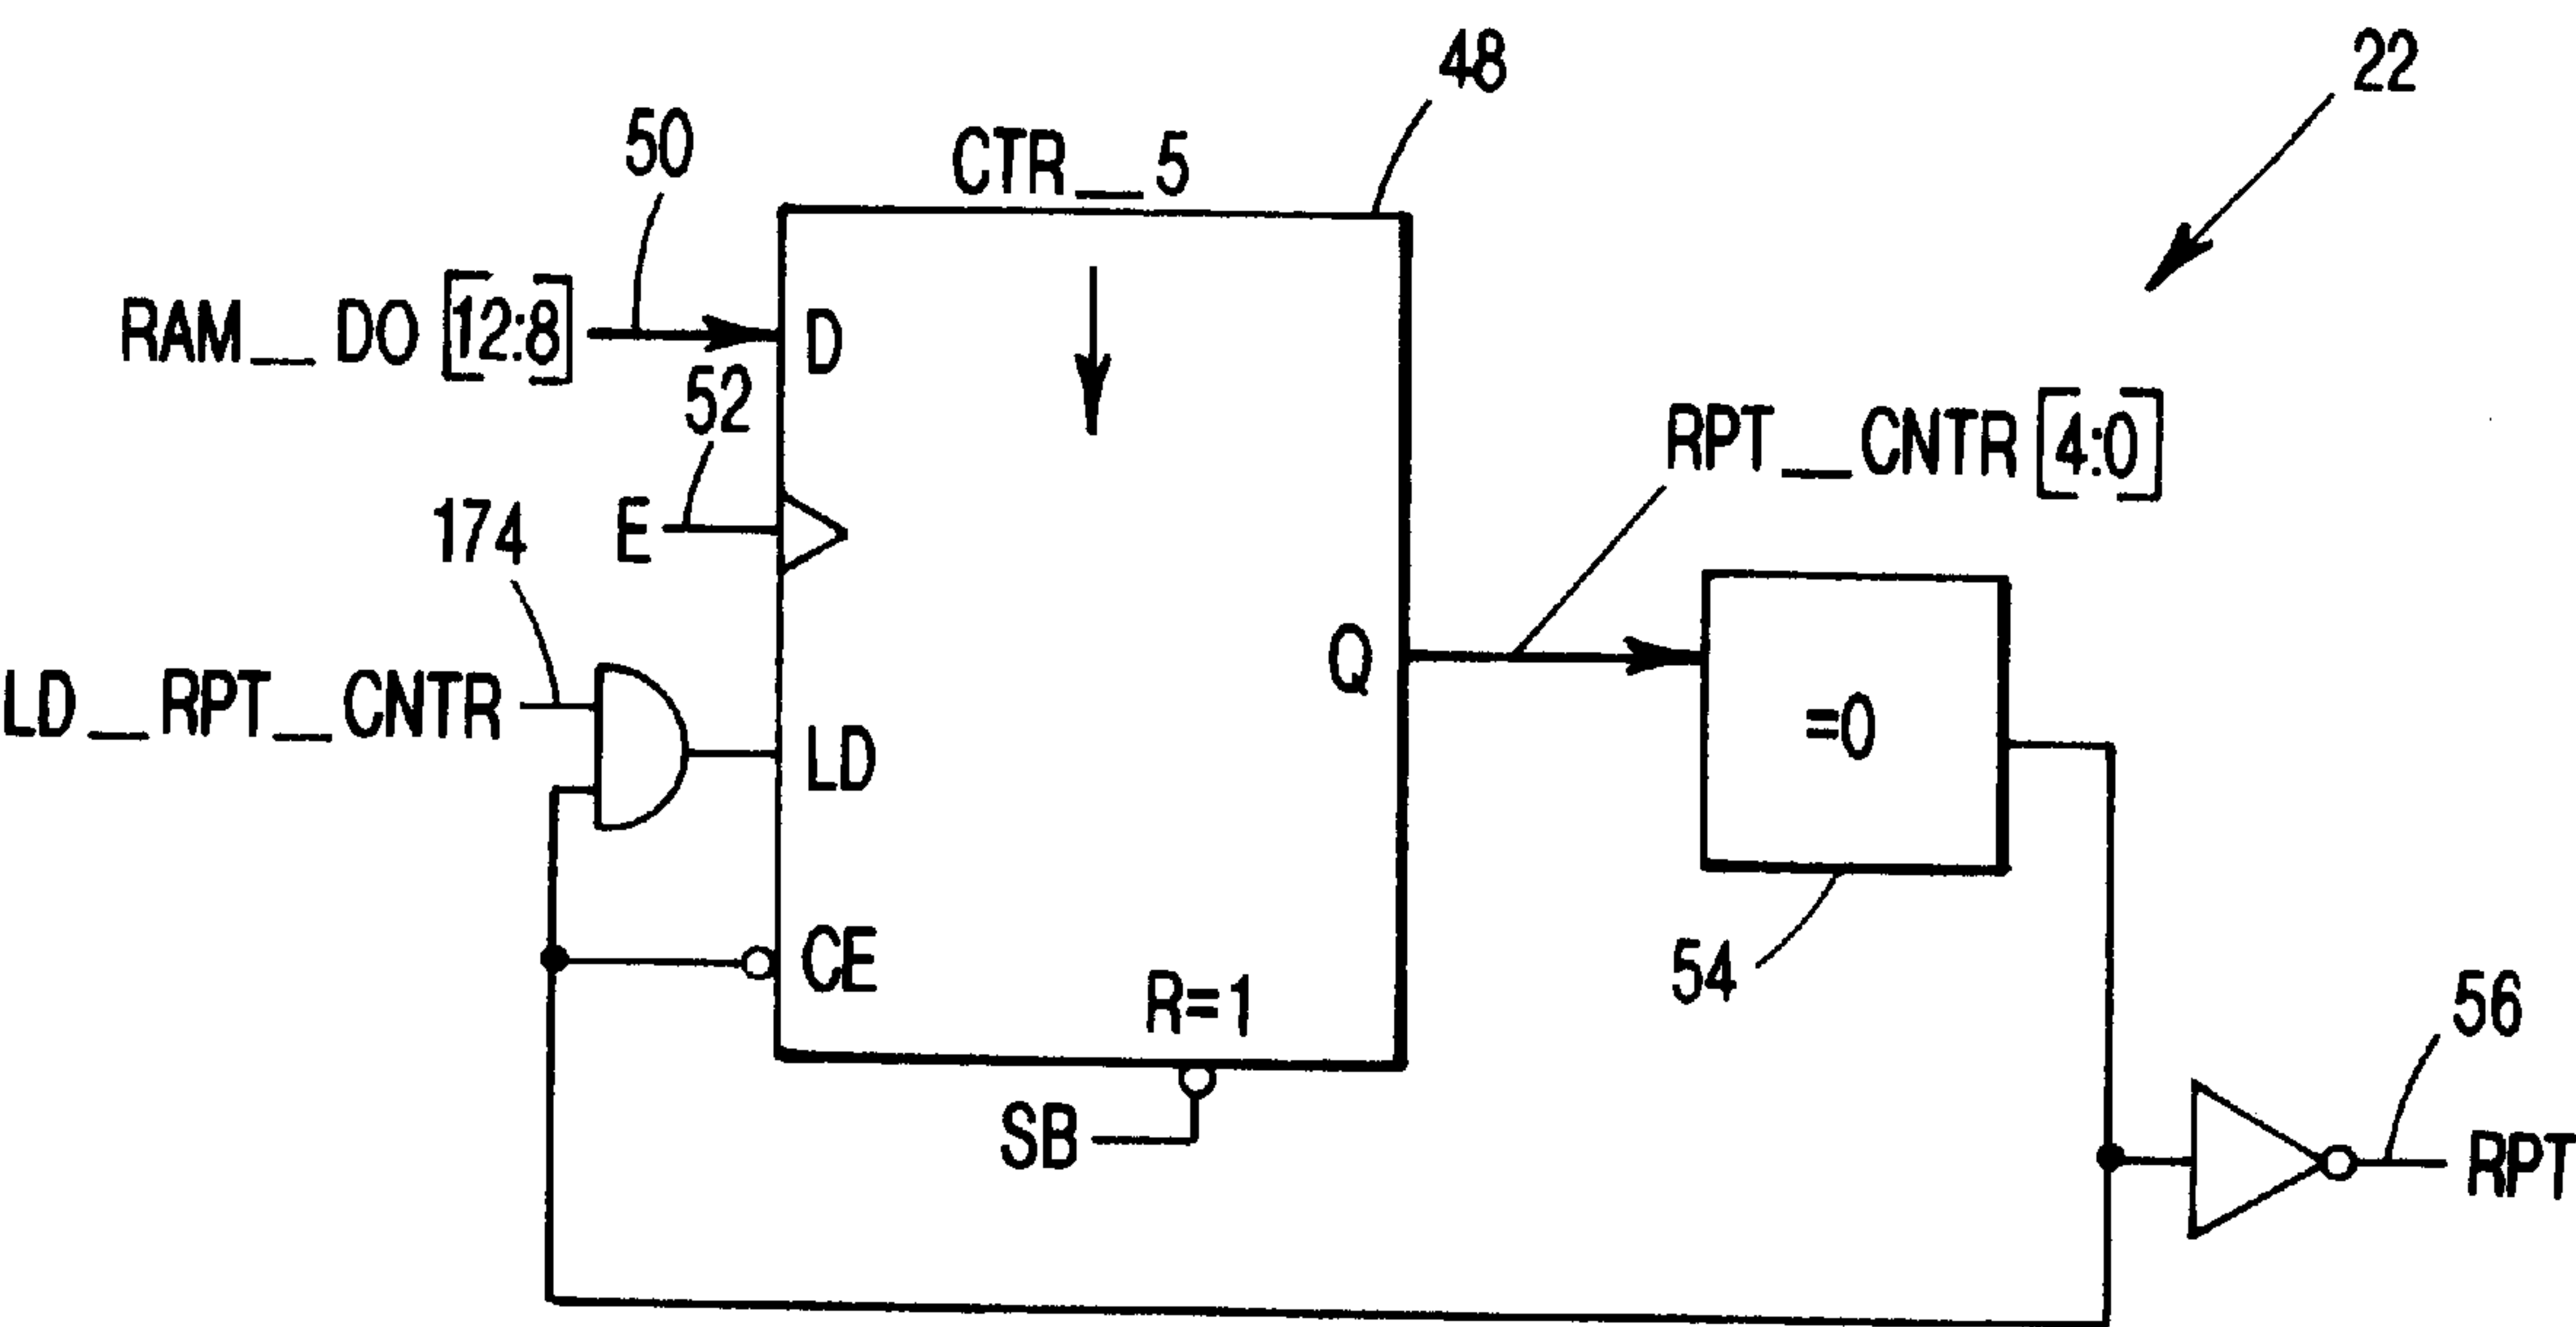 48
22
50
CTR__5
RAM__DO [12:8]
D
52
RPT__CNTR [4:0]
174
E
Q
LD__RPT__CNTR
=0
LD
CE
54
R=1
56
SB
RPT